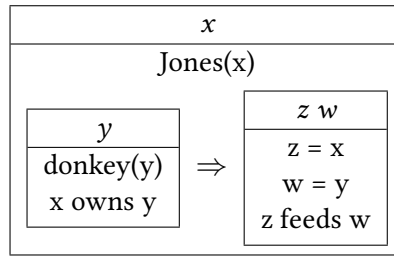 x
Jones(x)
y
donkey(y)
x owns y
⇒
z w
z = x
w = y
z feeds w